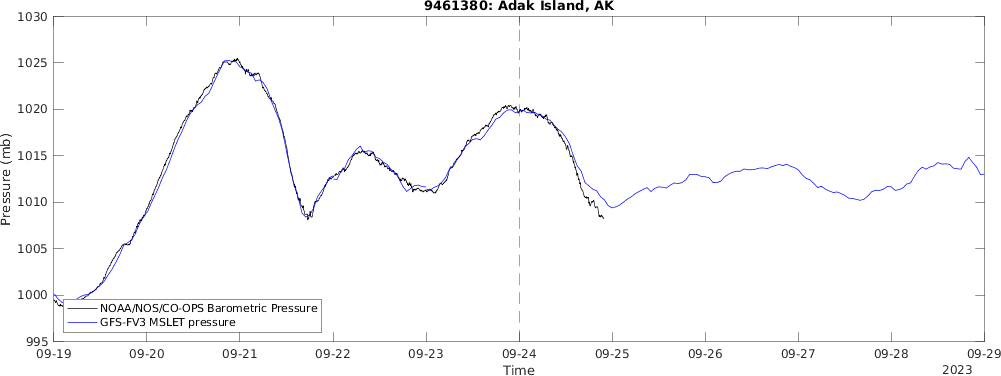 9461380: Adak Island, AK
1030
1025
1020
1015
1010
1005
1000
995
Pressure (mb)
NOAA/NOS/CO-OPS Barometric Pressure
GFS-FV3 MSLET pressure
09-19 09-20 09-21 09-22 09-23 09-24 09-25 09-26 09-27 09-28 09-29
Time
2023